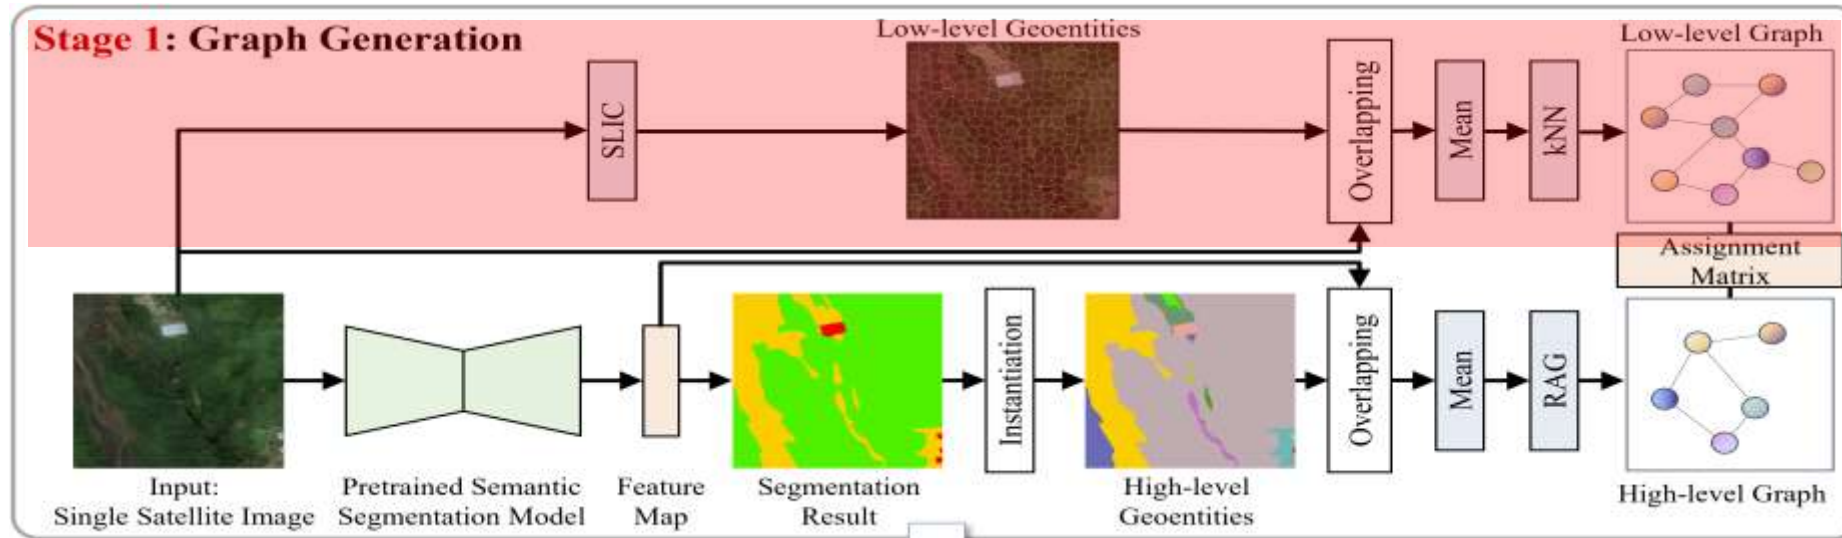 Stage 1: Graph Generation
Low-level Geoentities
Low-level Graph
SLIC
Overlapping
Mean
kNN
Assignment
Matrix
Instantiation
Overlapping
Mean
RAG
Input:
Single Satellite Image
Pretrained Semantic
Segmentation Model
Feature
Map
Segmentation
Result
High-level
Geoentities
High-level Graph